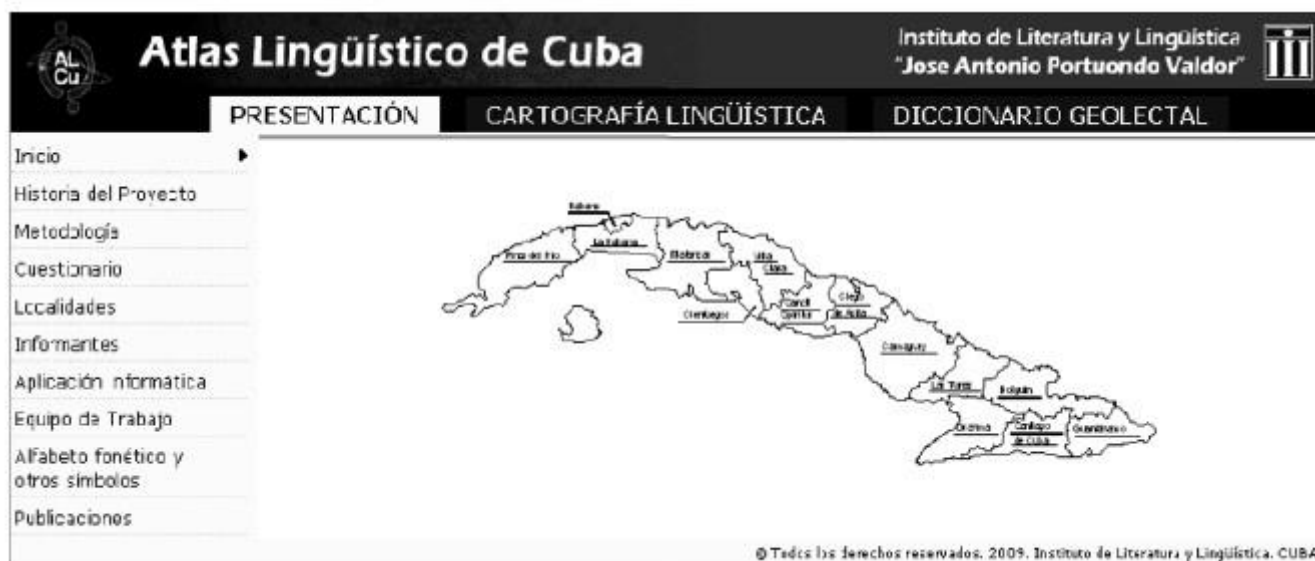 AL
Cu
Atlas Lingüístico de Cuba
Instituto de Literatura y Lingüística
"Jose Antonio Portuondo Valdor"
PRESENTACIÓN
CARTOGRAFÍA LINGÜÍSTICA
DICCIONARIO GEOLECTAL
Inicio
Historia del Proyecto
Metodología
Cuestionario
Localidades
Informantes
Aplicación informática
Equipo de Trabajo
Alfabeto fonético y
otros símbolos
Publicaciones
Habana
La Habana
Pinar del Río
Matanzas
Villa
Clara
Cienfuegos
Sancti
Spíritus
Ciego
de Ávila
Camagüey
Las Tunas
Holguín
Granma
Santiago
de Cuba
Guantánamo
© Todos los derechos reservados. 2009. Instituto de Literatura y Lingüística. CUBA